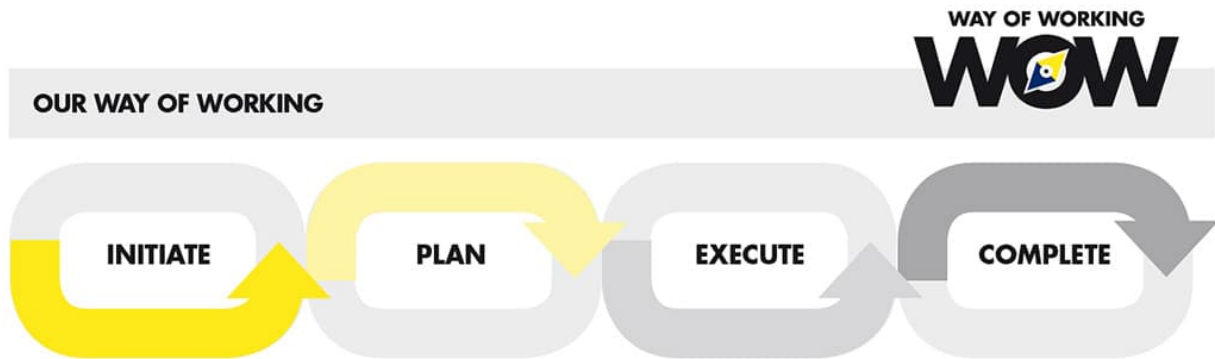 WAY OF WORKING
WOW
OUR WAY OF WORKING
INITIATE
PLAN
EXECUTE
COMPLETE